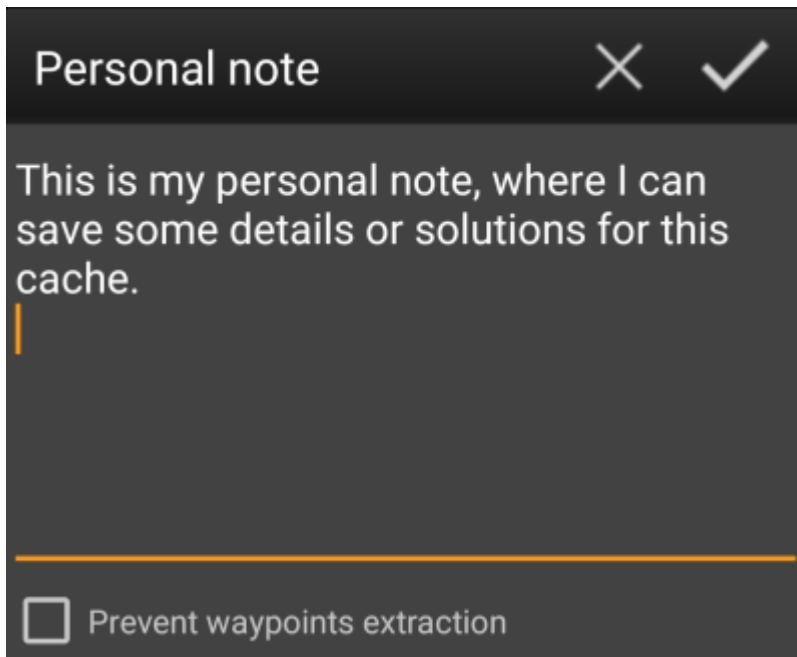 Personal note
This is my personal note, where I can
save some details or solutions for this
cache.
Prevent waypoints extraction